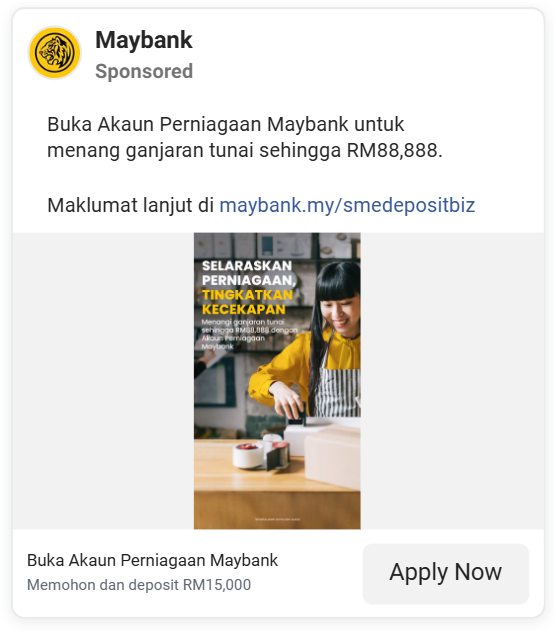 Maybank
Sponsored
Buka Akaun Perniagaan Maybank untuk
menang ganjaran tunai sehingga RM88,888.
Maklumat lanjut di maybank.my/smedepositbiz
SELARASKAN
PERNIAGAAN,
TINGKATKAN
KECEKAPAN
Menangi ganjaran tunai
sehingga RM88,888 dengan
Akaun Perniagaan
Maybank
Buka Akaun Perniagaan Maybank
Memohon dan deposit RM15,000
Apply Now